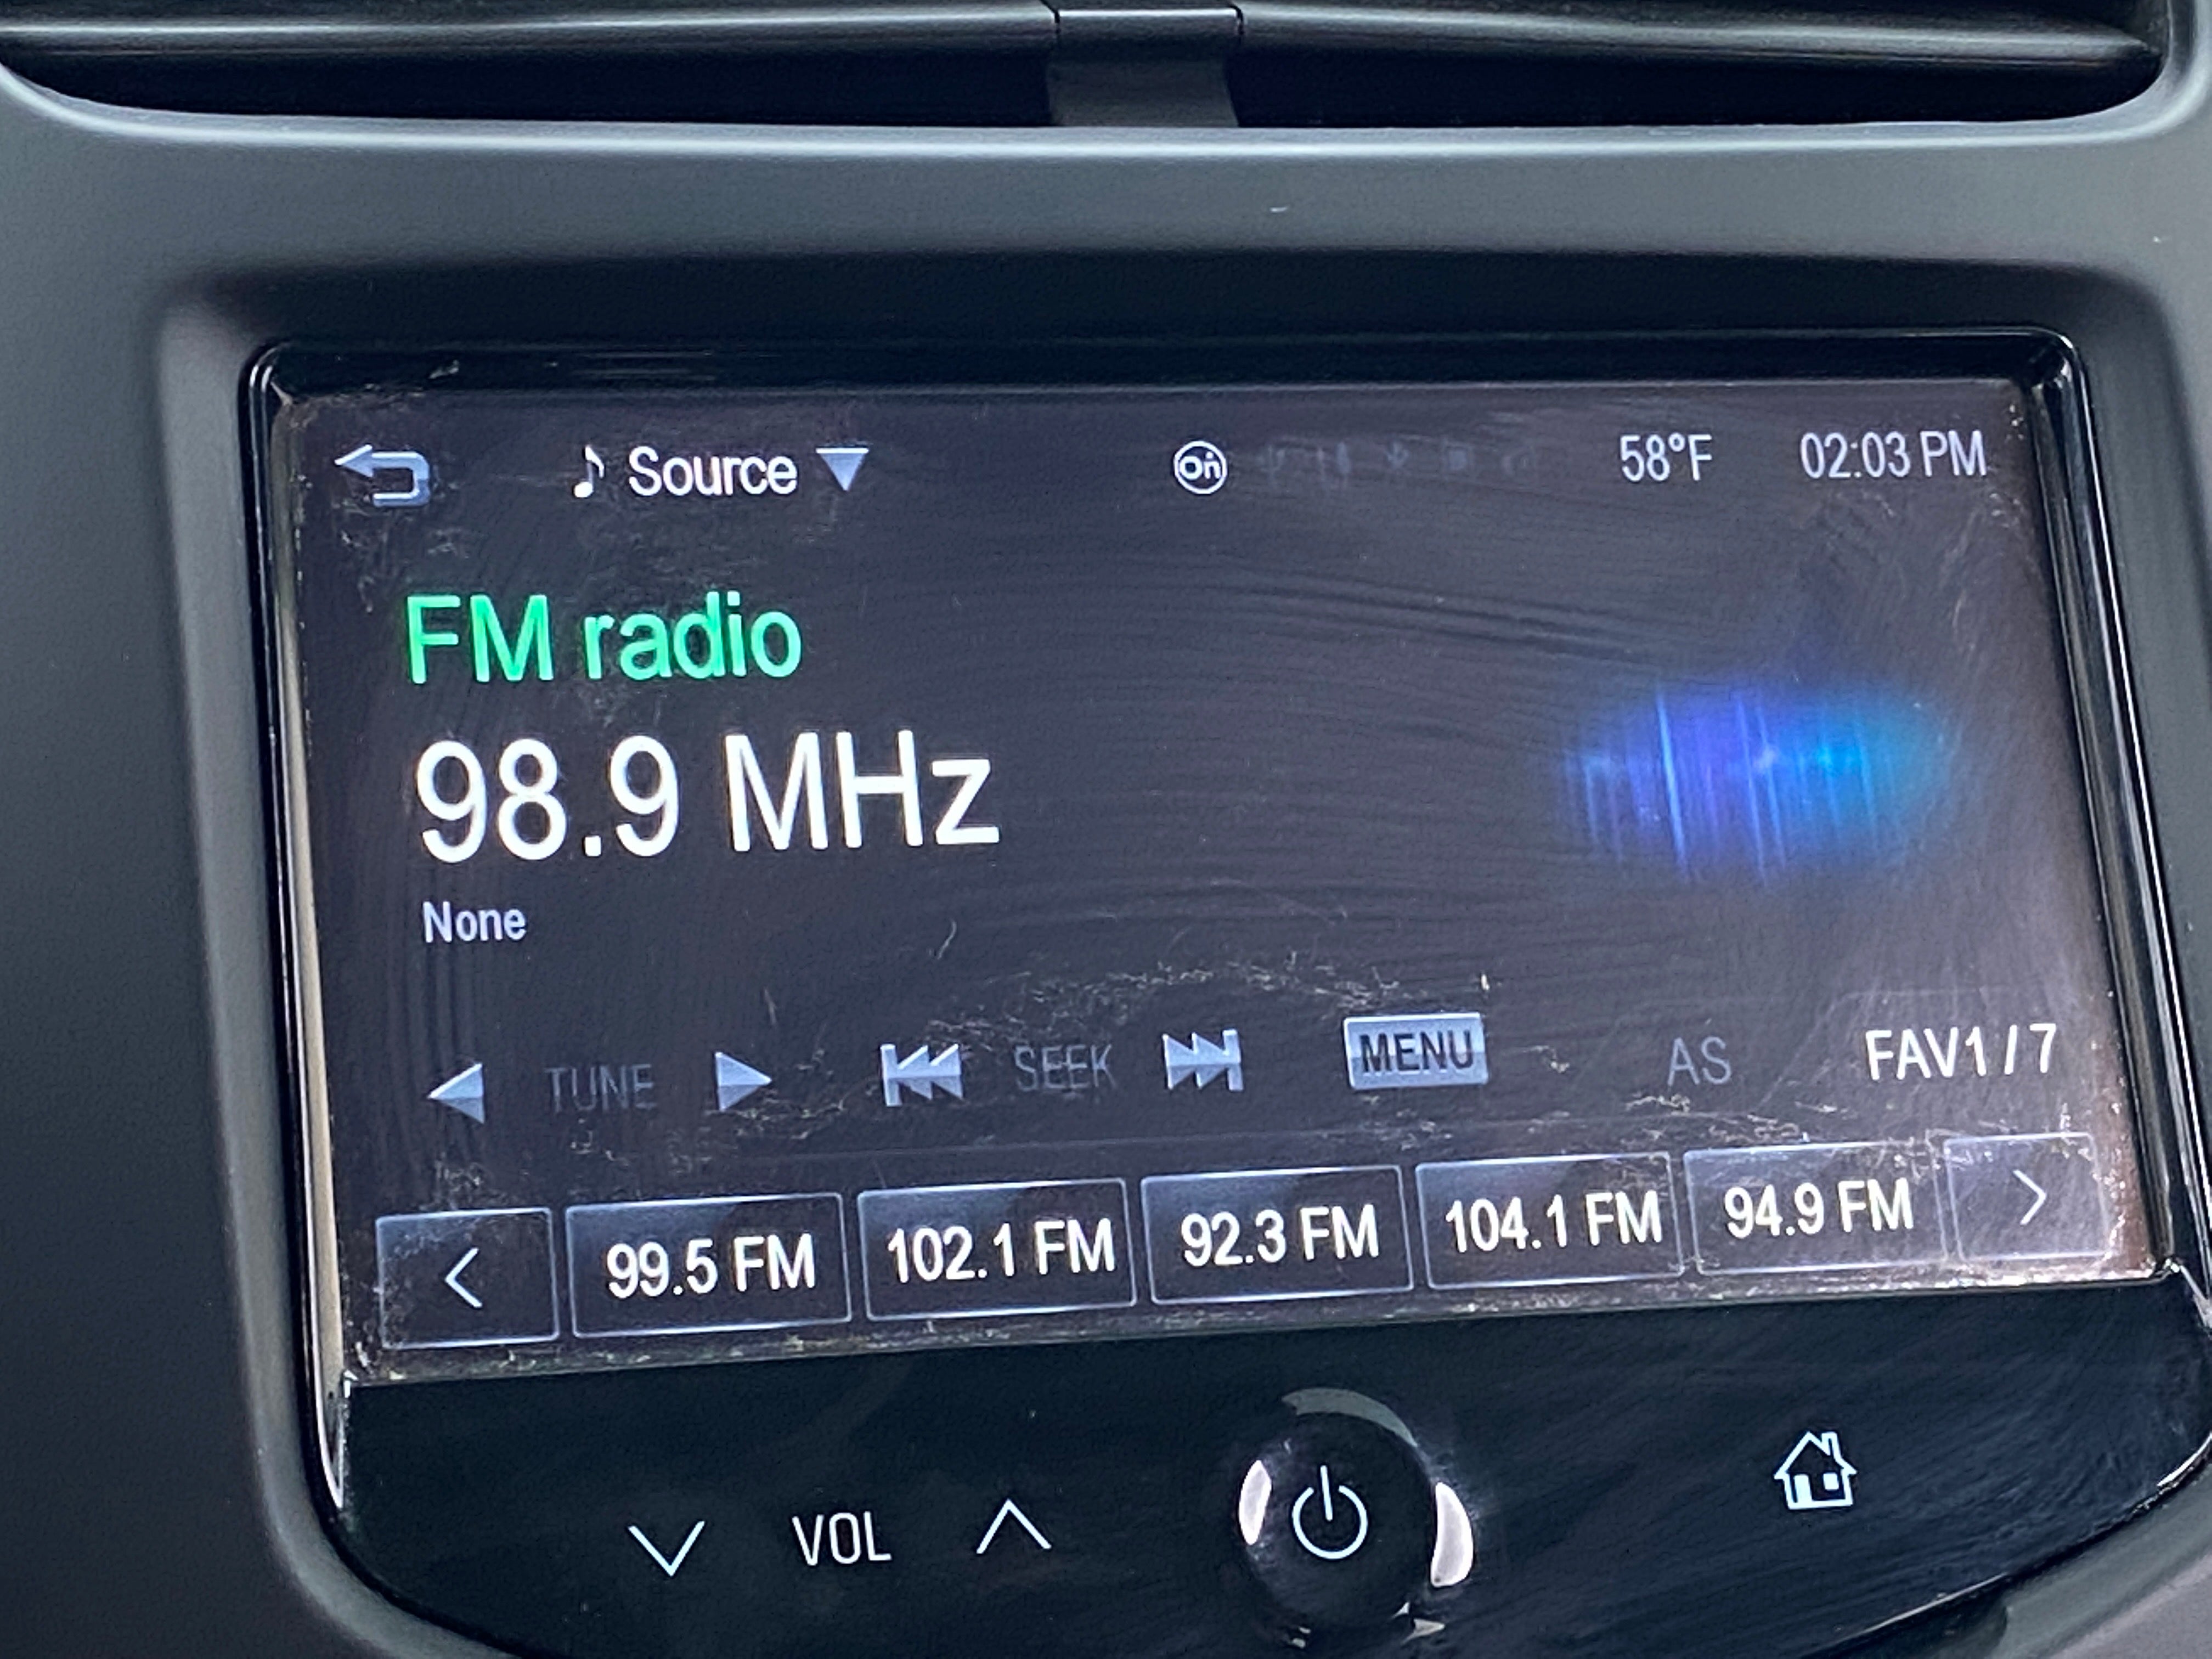 Source On 58°F 02:03 PM
FM radio
98.9 MHz
None
TUNE SEEK MENU AS FAV1 / 7
< 99.5 FM 102.1 FM 92.3 FM 104.1 FM 94.9 FM >
VOL